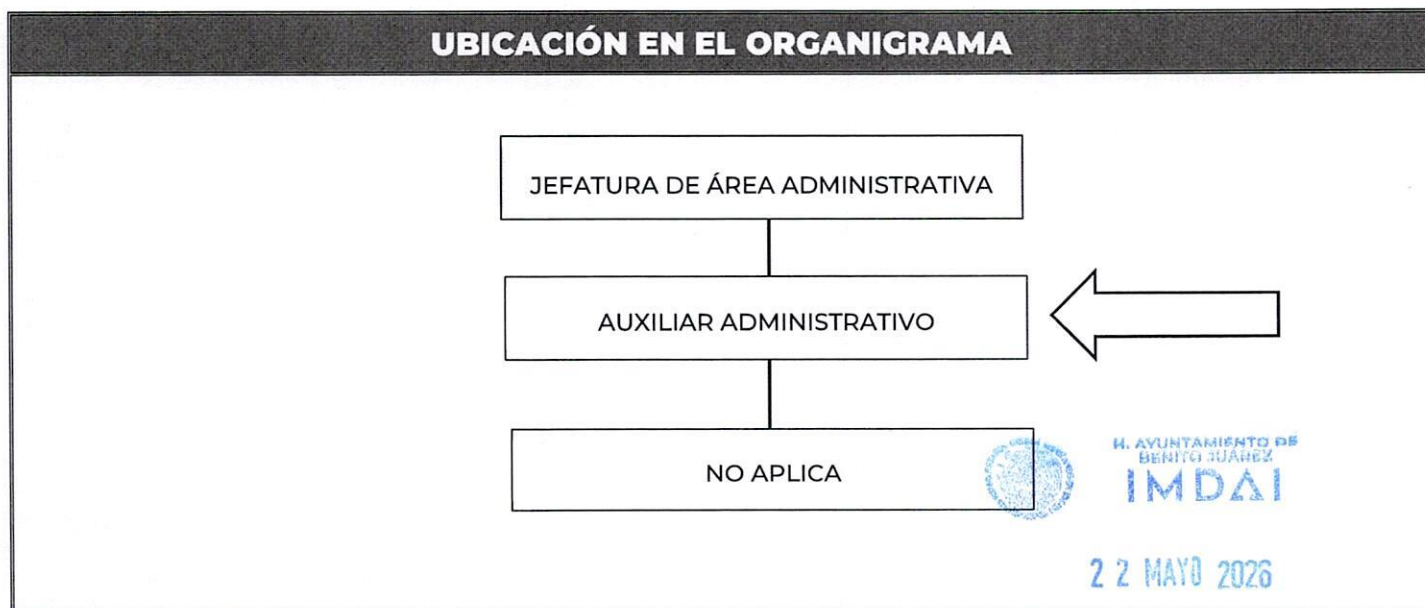 UBICACIÓN EN EL ORGANIGRAMA
JEFATURA DE ÁREA ADMINISTRATIVA
AUXILIAR ADMINISTRATIVO
NO APLICA
H. AYUNTAMIENTO DE
BENITO JUÁREZ
IMDAI
22 MAYO 2026